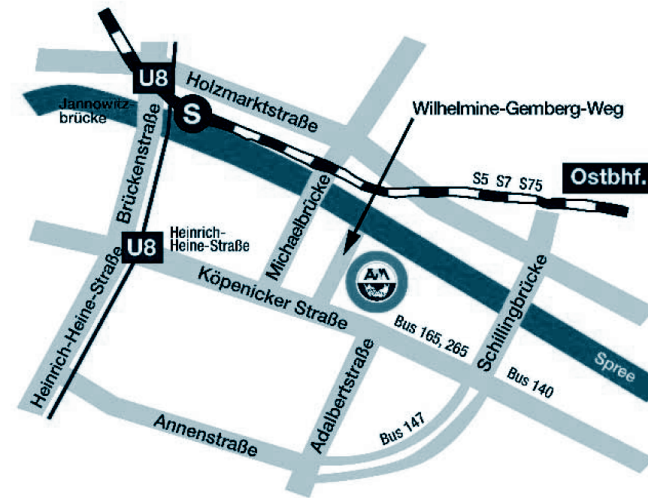 U8
Holzmarktstraße
Jannowitz-
brücke
S
Wilhelmine-Gemberg-Weg
S5 S7 S75
Ostbhf.
Brückenstraße
Michaelbrücke
U8
Heinrich-
Heine-Straße
Köpenicker Straße
Heinrich-Heine-Straße
A&M
Bus 165, 265
Schillingbrücke
Spree
Bus 140
Adalbertstraße
Bus 147
Annenstraße